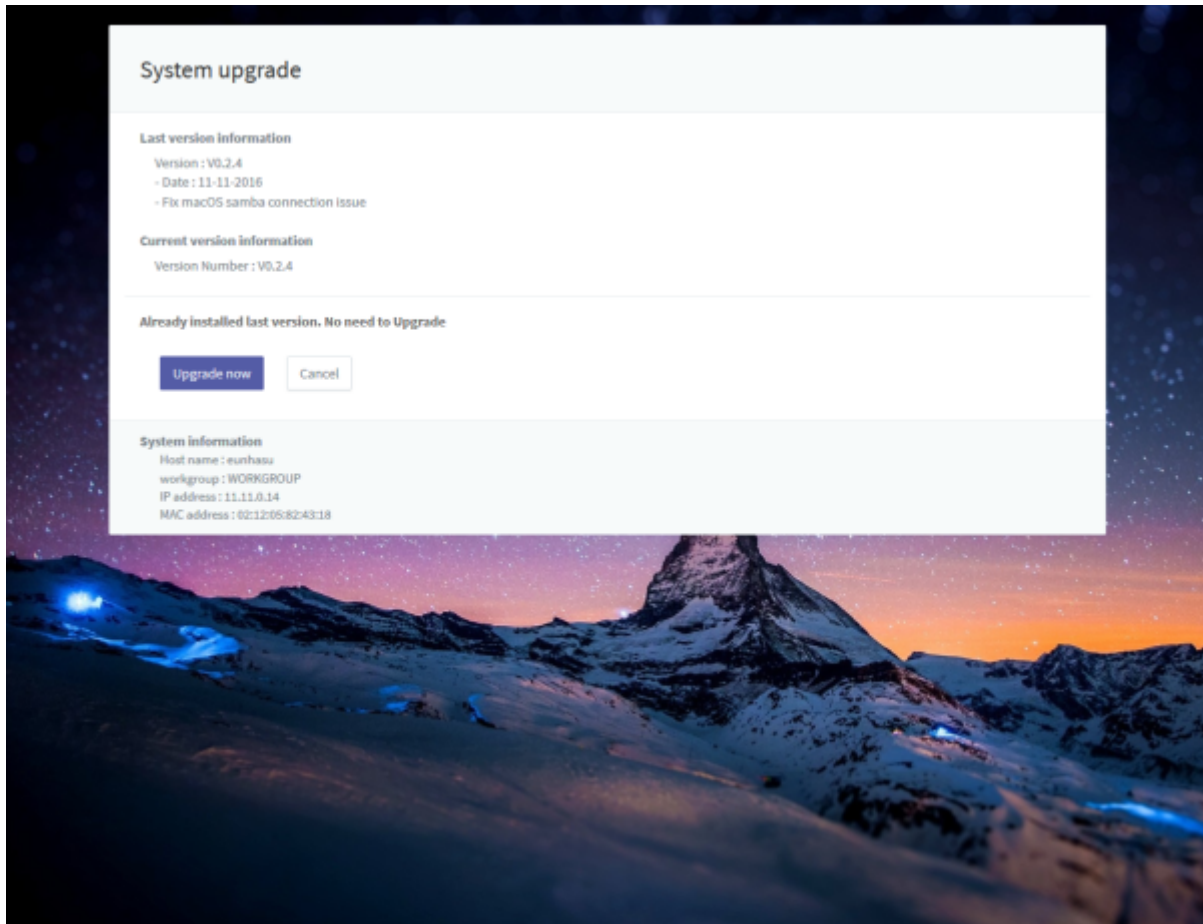 System upgrade
Last version information
Version : V0.2.4
- Date : 11-11-2016
- Fix macOS samba connection issue
Current version information
Version Number : V0.2.4
Already installed last version. No need to Upgrade
Upgrade now
Cancel
System information
Host name : eunhasu
workgroup : WORKGROUP
IP address : 11.11.0.14
MAC address : 02:12:05:82:43:18